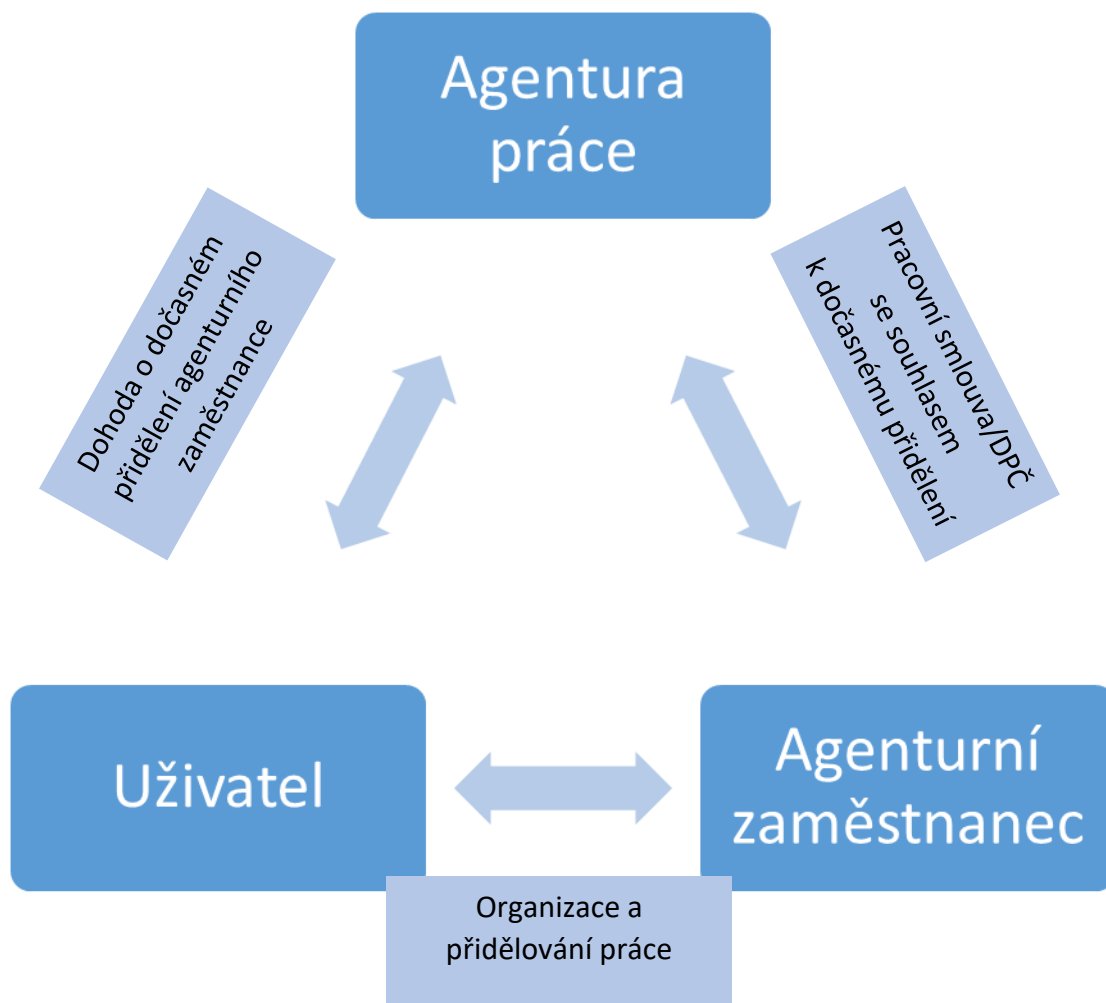 Agentura
práce
Dohoda o dočasném
přidělení agenturního
zaměstnance
Pracovní smlouva/DPČ
se souhlasem
k dočasnému přidělení
Uživatel
Agenturní
zaměstnanec
Organizace a
přidělování práce